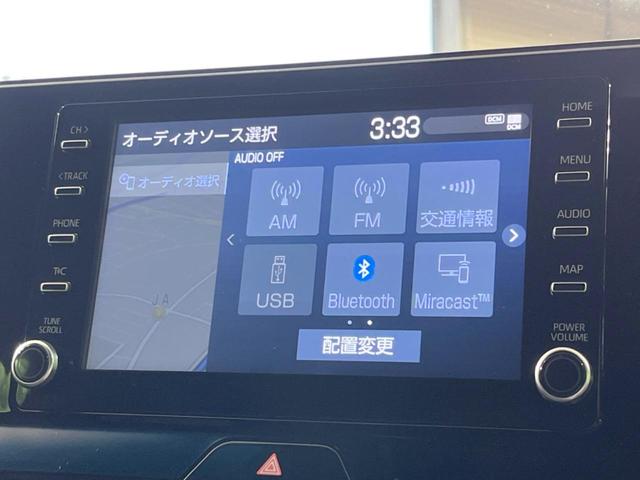 CH>
<TRACK
PHONE
T<C
TUNE
SCROLL
オーディオソース選択
3:33
DCM
DCM
オーディオ選択
AUDIO OFF
AM
FM
交通情報
USB
Bluetooth
Miracast™
配置変更
J A
HOME
MENU
AUDIO
MAP
POWER
VOLUME